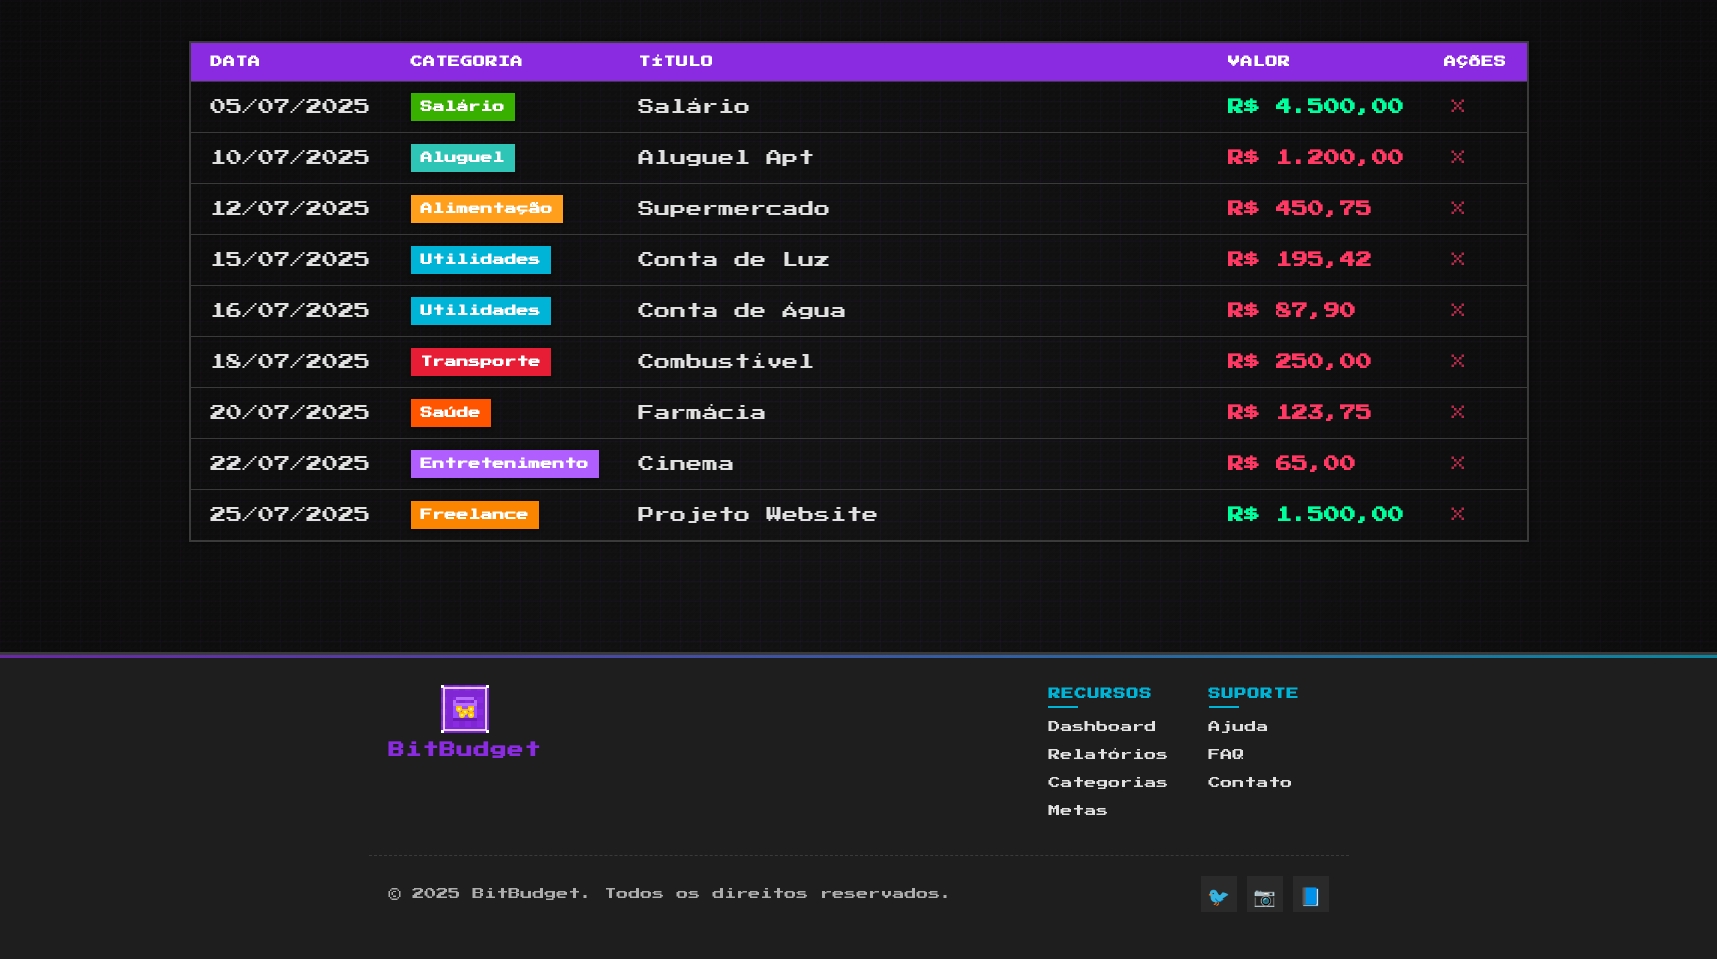 DATA CATEGORIA TÍTULO VALOR AÇÕES
05/07/2025 Salário Salário R$ 4.500,00 ×
10/07/2025 Aluguel Aluguel Apt R$ 1.200,00 ×
12/07/2025 Alimentação Supermercado R$ 450,75 ×
15/07/2025 Utilidades Conta de Luz R$ 195,42 ×
16/07/2025 Utilidades Conta de Água R$ 87,90 ×
18/07/2025 Transporte Combustível R$ 250,00 ×
20/07/2025 Saúde Farmácia R$ 123,75 ×
22/07/2025 Entretenimento Cinema R$ 65,00 ×
25/07/2025 Freelance Projeto Website R$ 1.500,00 ×
BitBudget
RECURSOS
Dashboard
Relatórios
Categorias
Metas
SUPORTE
Ajuda
FAQ
Contato
© 2025 BitBudget. Todos os direitos reservados.